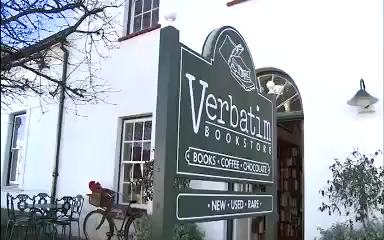 Verbatim
BOOKSTORE
• BOOKS • COFFEE • CHOCOLATE •
• NEW • USED • RARE •